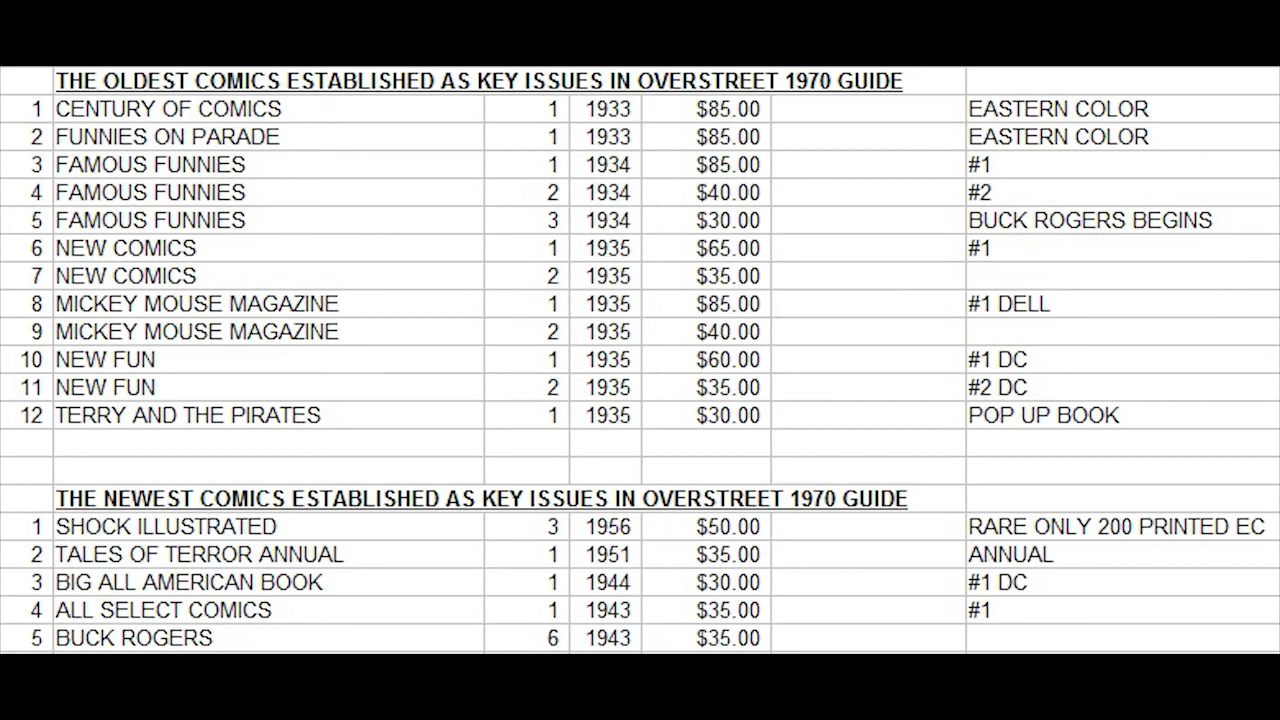 THE OLDEST COMICS ESTABLISHED AS KEY ISSUES IN OVERSTREET 1970 GUIDE
1 CENTURY OF COMICS 1 1933 $85.00 EASTERN COLOR
2 FUNNIES ON PARADE 1 1933 $85.00 EASTERN COLOR
3 FAMOUS FUNNIES 1 1934 $85.00 #1
4 FAMOUS FUNNIES 2 1934 $40.00 #2
5 FAMOUS FUNNIES 3 1934 $30.00 BUCK ROGERS BEGINS
6 NEW COMICS 1 1935 $65.00 #1
7 NEW COMICS 2 1935 $35.00
8 MICKEY MOUSE MAGAZINE 1 1935 $85.00 #1 DELL
9 MICKEY MOUSE MAGAZINE 2 1935 $40.00
10 NEW FUN 1 1935 $60.00 #1 DC
11 NEW FUN 2 1935 $35.00 #2 DC
12 TERRY AND THE PIRATES 1 1935 $30.00 POP UP BOOK
THE NEWEST COMICS ESTABLISHED AS KEY ISSUES IN OVERSTREET 1970 GUIDE
1 SHOCK ILLUSTRATED 3 1956 $50.00 RARE ONLY 200 PRINTED EC
2 TALES OF TERROR ANNUAL 1 1951 $35.00 ANNUAL
3 BIG ALL AMERICAN BOOK 1 1944 $30.00 #1 DC
4 ALL SELECT COMICS 1 1943 $35.00 #1
5 BUCK ROGERS 6 1943 $35.00